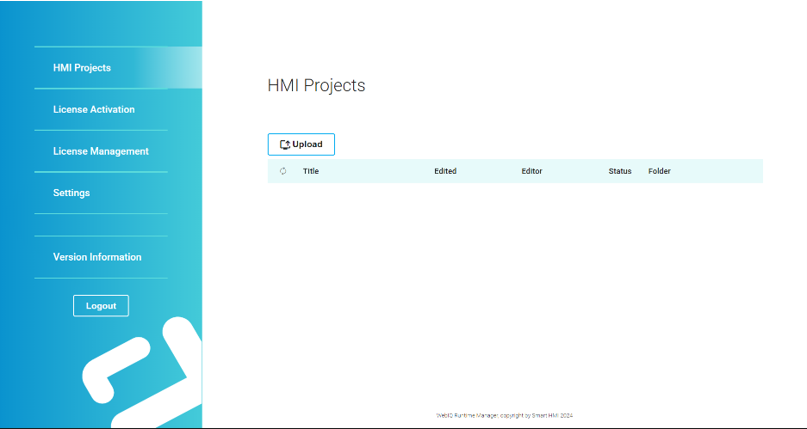 HMI Projects
License Activation
License Management
Settings
Version Information
Logout
HMI Projects
Upload
Title Edited Editor Status Folder
WebIQ Runtime Manager, copyright by Smart HMI 2024